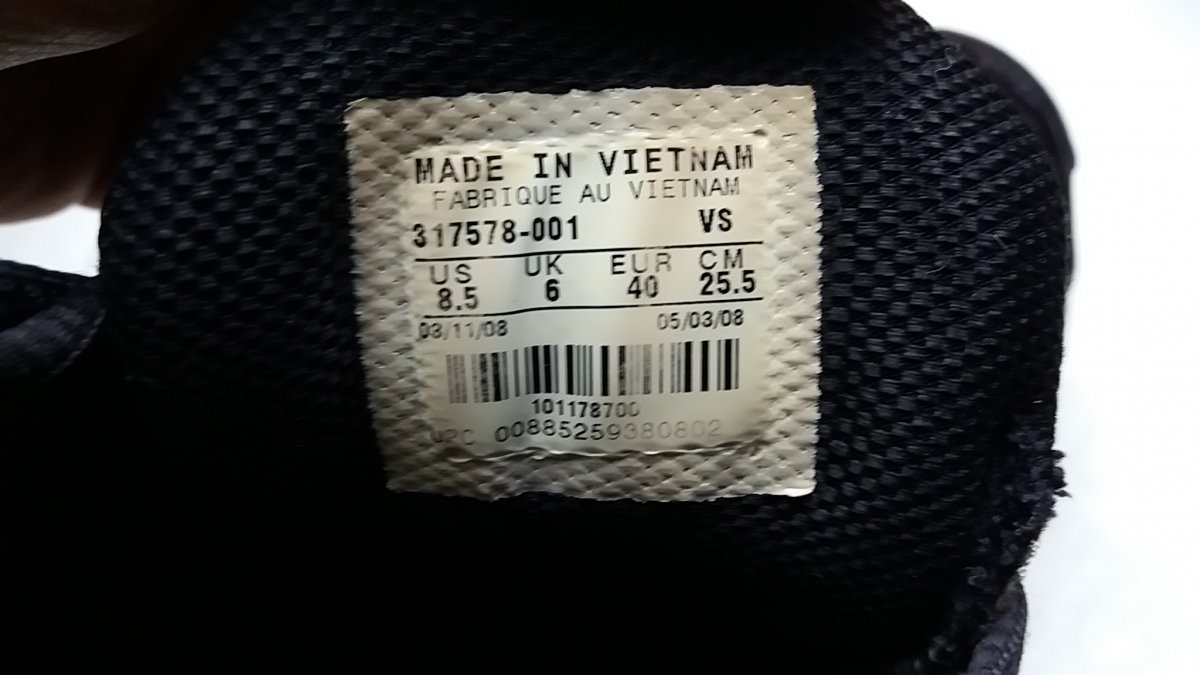 MADE IN VIETNAM
FABRIQUE AU VIETNAM
317578-001 VS
US UK EUR CM
8.5 6 40 25.5
03/11/08 05/03/08
101178700
UPC 00885259380802